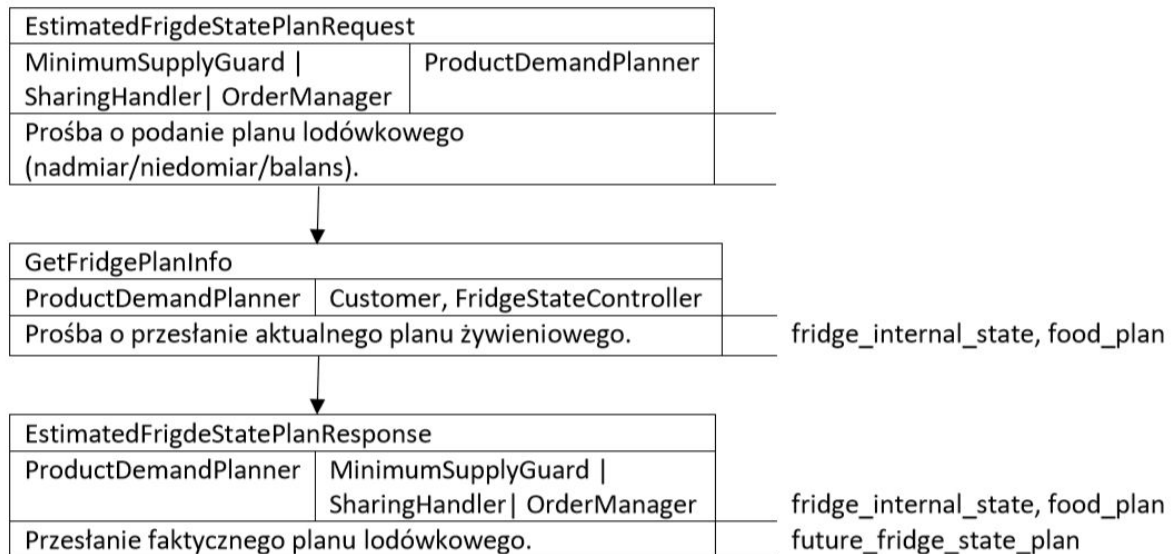 EstimatedFrigdeStatePlanRequest
MinimumSupplyGuard | ProductDemandPlanner
SharingHandler| OrderManager
Prośba o podanie planu lodówkowego
(nadmiar/niedomiar/balans).
GetFridgePlanInfo
ProductDemandPlanner Customer, FridgeStateController
Prośba o przesłanie aktualnego planu żywieniowego. fridge_internal_state, food_plan
EstimatedFrigdeStatePlanResponse
ProductDemandPlanner MinimumSupplyGuard |
SharingHandler| OrderManager fridge_internal_state, food_plan
Przesłanie faktycznego planu lodówkowego. future_fridge_state_plan